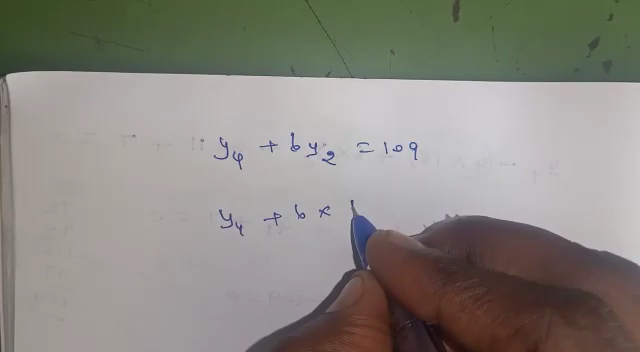 y₄ + 6y₂ = 109
y₄ + 6 ×